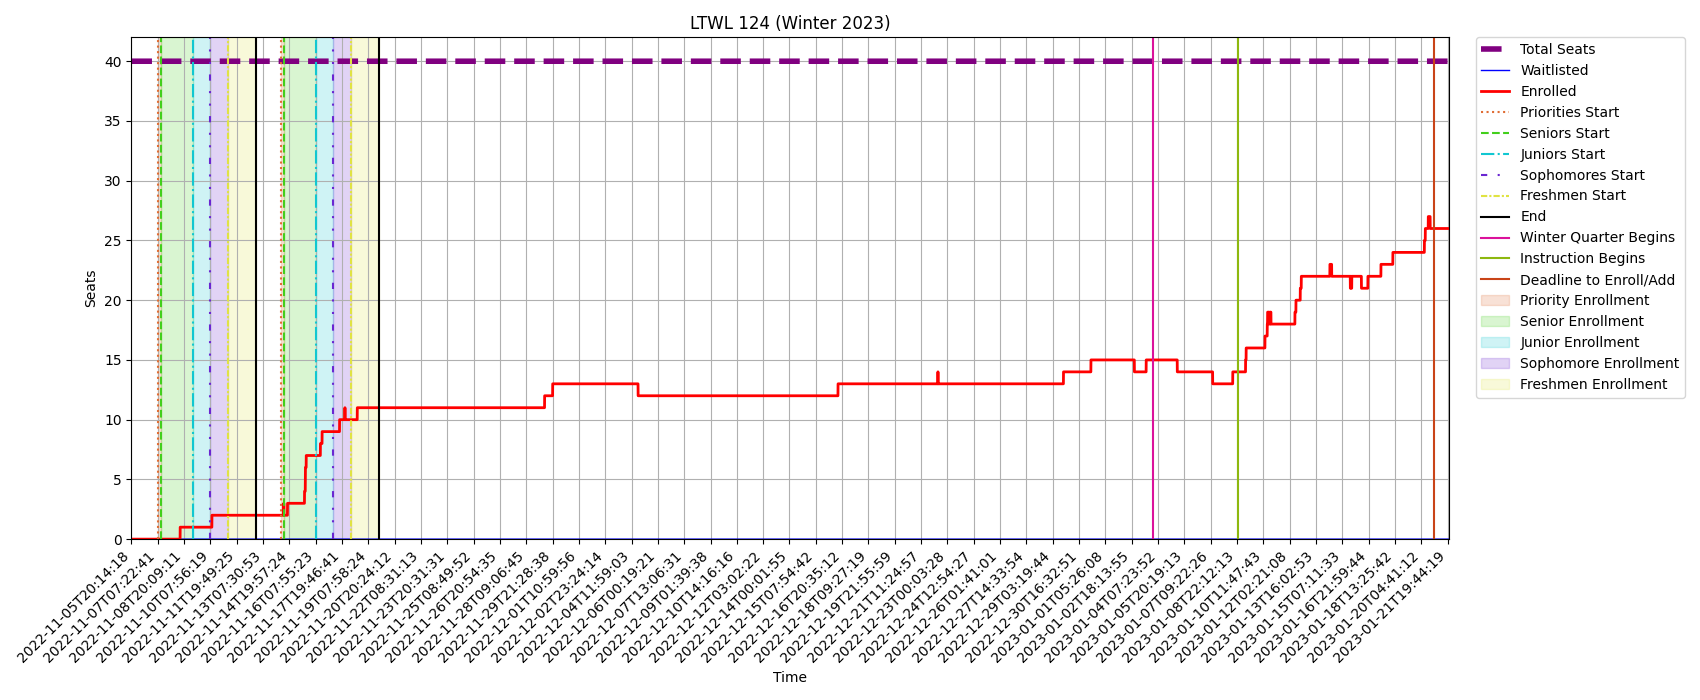 LTWL 124 (Winter 2023)
Seats
40
35
30
25
20
15
10
5
0
2022-11-05T20:14:18
2022-11-07T07:22:41
2022-11-08T20:09:11
2022-11-10T07:56:19
2022-11-11T19:49:25
2022-11-13T07:30:53
2022-11-14T19:57:24
2022-11-16T07:55:23
2022-11-17T19:46:41
2022-11-19T07:58:24
2022-11-20T20:24:12
2022-11-22T08:31:13
2022-11-23T20:31:31
2022-11-25T08:49:52
2022-11-26T20:54:35
2022-11-28T09:06:45
2022-11-29T21:28:38
2022-12-01T10:59:56
2022-12-02T23:24:14
2022-12-04T11:59:03
2022-12-06T00:19:21
2022-12-07T13:06:31
2022-12-09T01:39:38
2022-12-10T14:16:16
2022-12-12T03:02:22
2022-12-14T00:01:55
2022-12-15T07:54:42
2022-12-16T20:35:12
2022-12-18T09:27:19
2022-12-19T21:55:59
2022-12-21T11:24:57
2022-12-23T00:03:28
2022-12-24T12:54:27
2022-12-26T01:41:01
2022-12-27T14:33:54
2022-12-29T03:19:44
2022-12-30T16:32:51
2023-01-01T05:26:08
2023-01-02T18:13:55
2023-01-04T07:23:52
2023-01-05T20:19:13
2023-01-07T09:22:26
2023-01-08T22:12:13
2023-01-10T11:47:43
2023-01-12T02:21:08
2023-01-13T16:02:53
2023-01-15T07:11:33
2023-01-16T21:59:44
2023-01-18T13:25:42
2023-01-20T04:41:12
2023-01-21T19:44:19
Time
Total Seats
Waitlisted
Enrolled
Priorities Start
Seniors Start
Juniors Start
Sophomores Start
Freshmen Start
End
Winter Quarter Begins
Instruction Begins
Deadline to Enroll/Add
Priority Enrollment
Senior Enrollment
Junior Enrollment
Sophomore Enrollment
Freshmen Enrollment